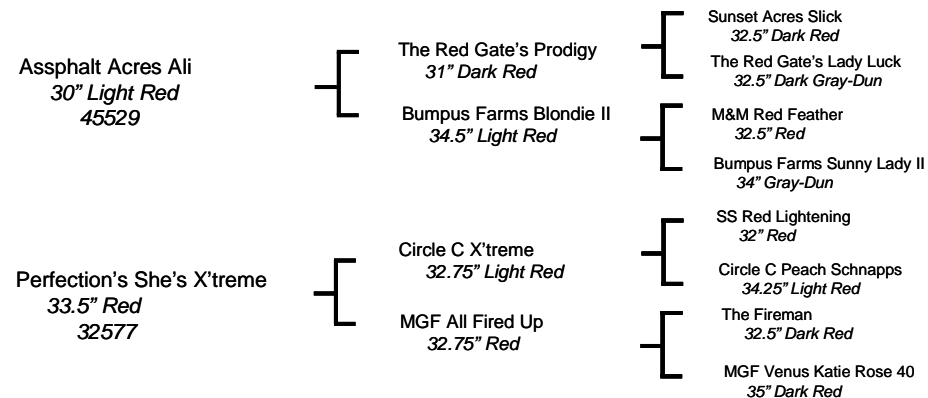 Assphalt Acres Ali
30” Light Red
45529
The Red Gate’s Prodigy
31” Dark Red
Bumpus Farms Blondie II
34.5” Light Red
Sunset Acres Slick
32.5” Dark Red
The Red Gate’s Lady Luck
32.5” Dark Gray-Dun
M&M Red Feather
32.5” Red
Bumpus Farms Sunny Lady II
34” Gray-Dun
Perfection’s She’s X’treme
33.5” Red
32577
Circle C X’treme
32.75” Light Red
MGF All Fired Up
32.75” Red
SS Red Lightening
32” Red
Circle C Peach Schnapps
34.25” Light Red
The Fireman
32.5” Dark Red
MGF Venus Katie Rose 40
35” Dark Red